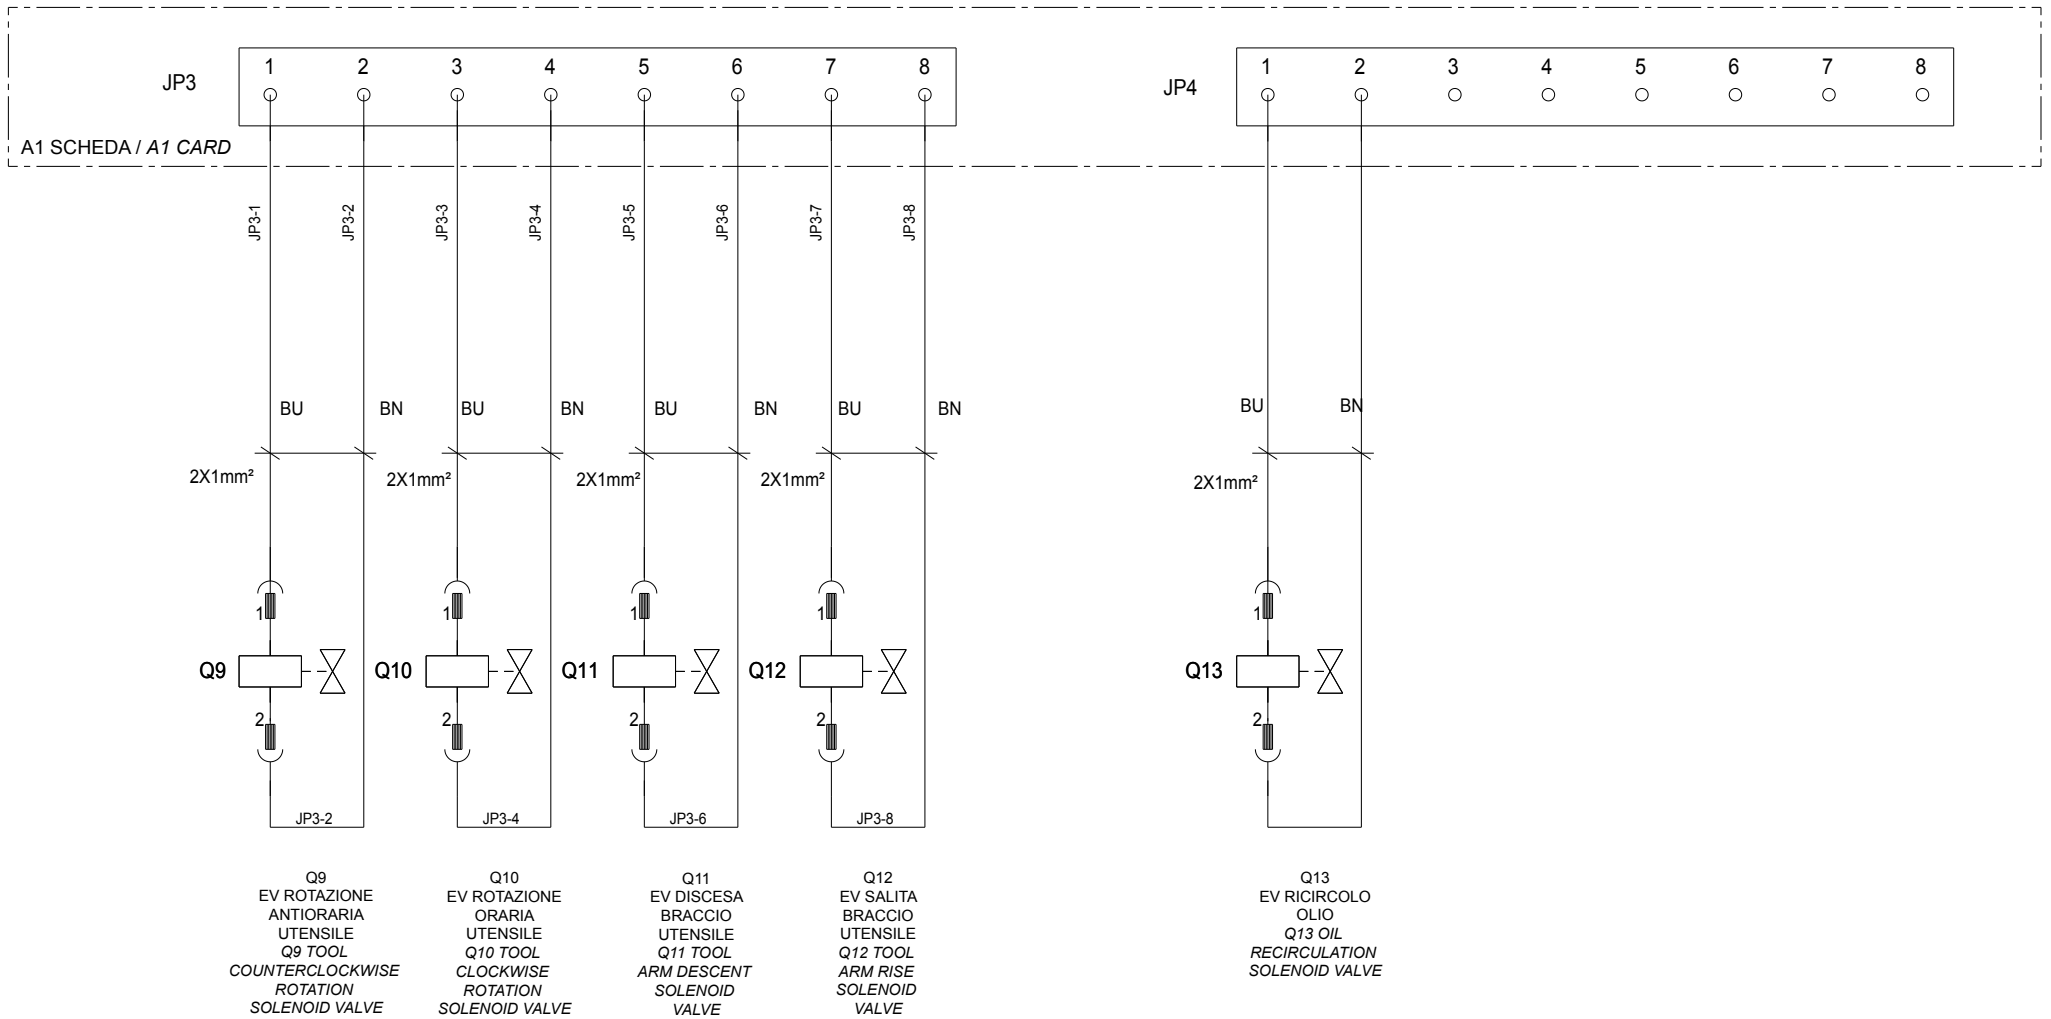 JP3
1 2 3 4 5 6 7 8
JP4
1 2 3 4 5 6 7 8
A1 SCHEDA / A1 CARD
JP3-1
JP3-2
JP3-3
JP3-4
JP3-5
JP3-6
JP3-7
JP3-8
BU BN BU BN BU BN BU BN
BU BN
2X1mm² 2X1mm² 2X1mm² 2X1mm² 2X1mm²
1 1 1 1 1
Q9 Q10 Q11 Q12 Q13
2 2 2 2 2
JP3-2 JP3-4 JP3-6 JP3-8
Q9
EV ROTAZIONE
ANTIORARIA
UTENSILE
Q9 TOOL
COUNTERCLOCKWISE
ROTATION
SOLENOID VALVE
Q10
EV ROTAZIONE
ORARIA
UTENSILE
Q10 TOOL
CLOCKWISE
ROTATION
SOLENOID VALVE
Q11
EV DISCESA
BRACCIO
UTENSILE
Q11 TOOL
ARM DESCENT
SOLENOID
VALVE
Q12
EV SALITA
BRACCIO
UTENSILE
Q12 TOOL
ARM RISE
SOLENOID
VALVE
Q13
EV RICIRCOLO
OLIO
Q13 OIL
RECIRCULATION
SOLENOID VALVE